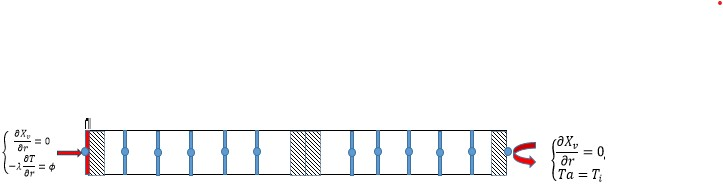 ∂Xᵥ/∂r = 0
−λ ∂T/∂r = ϕ
∂Xᵥ/∂r = 0,
Ta = Tᵢ